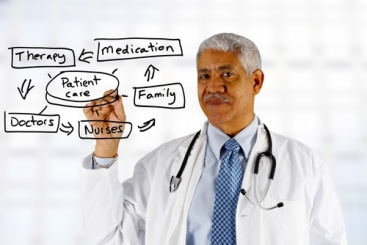 Therapy
Medication
Patient
care
Family
Doctors
Nurses